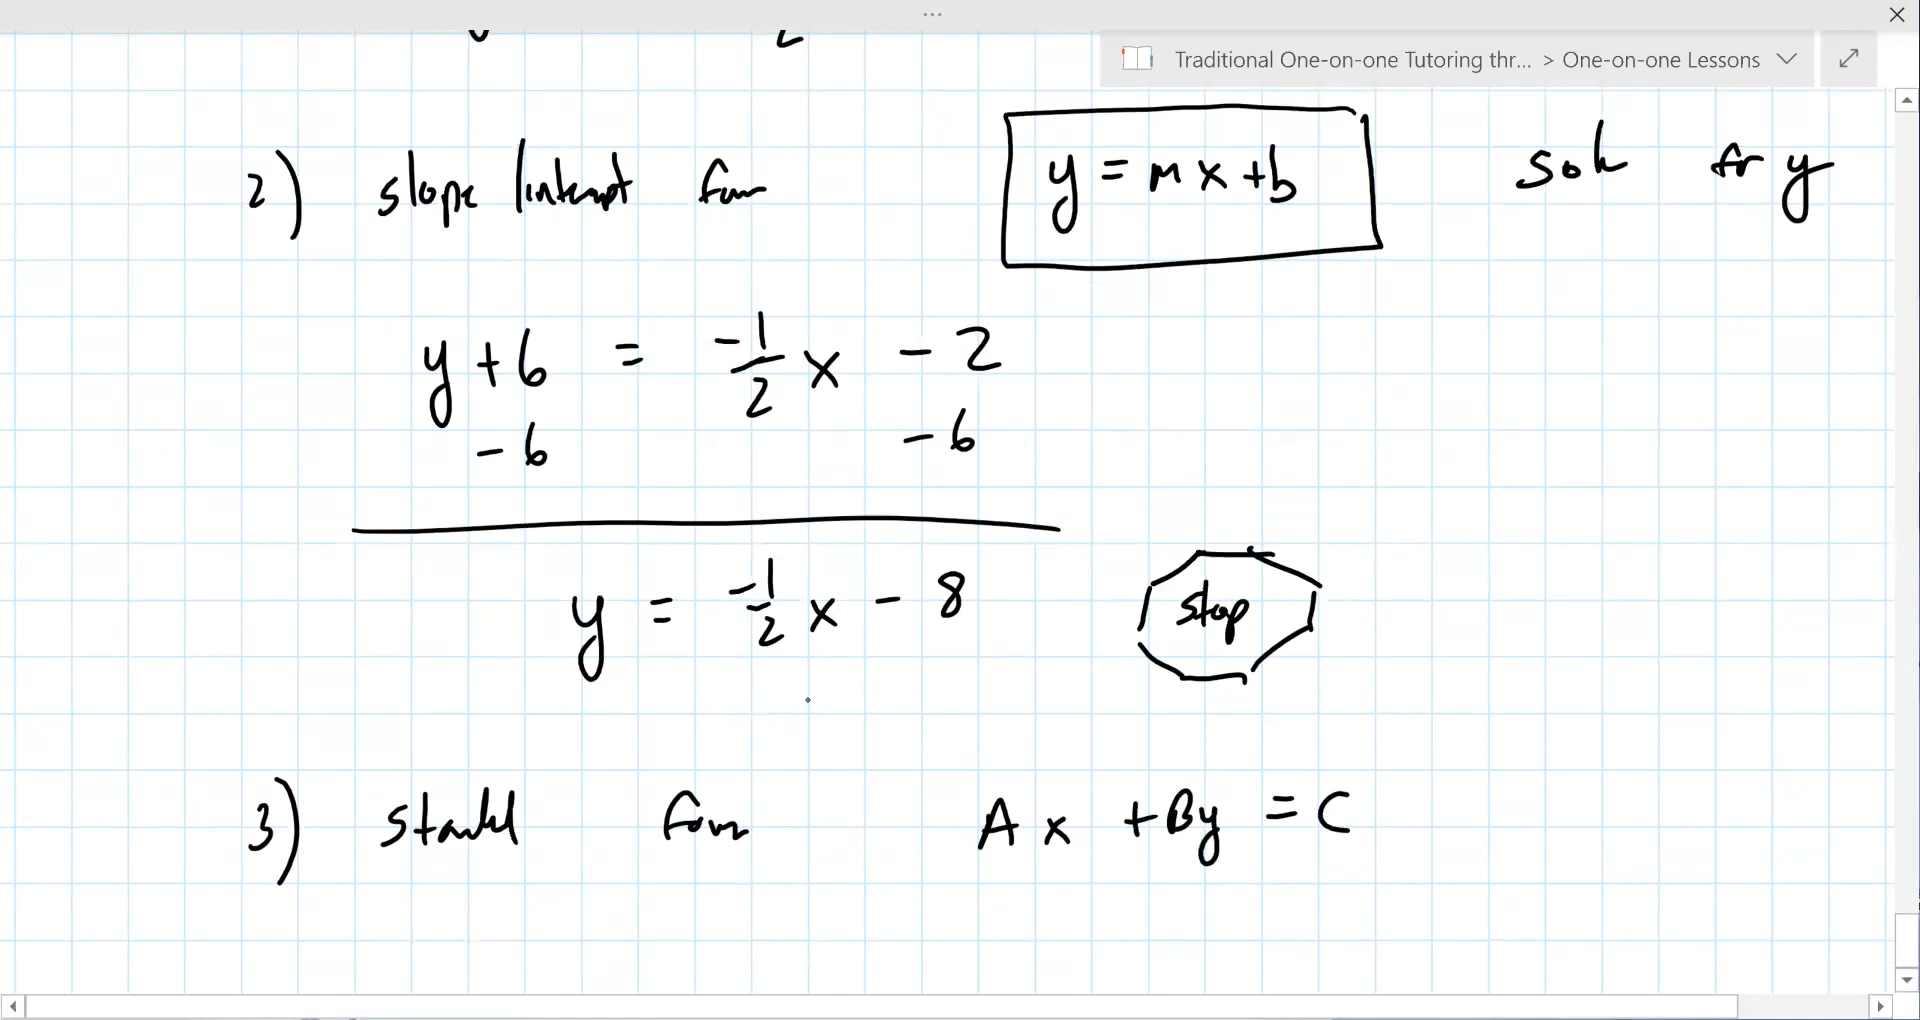 Traditional One-on-one Tutoring thr... > One-on-one Lessons
2) slope/intercept form y = mx+b solve for y
y+6 = -1/2 x - 2
-6 -6
y = -1/2 x - 8 stop
3) standard form Ax + By = C